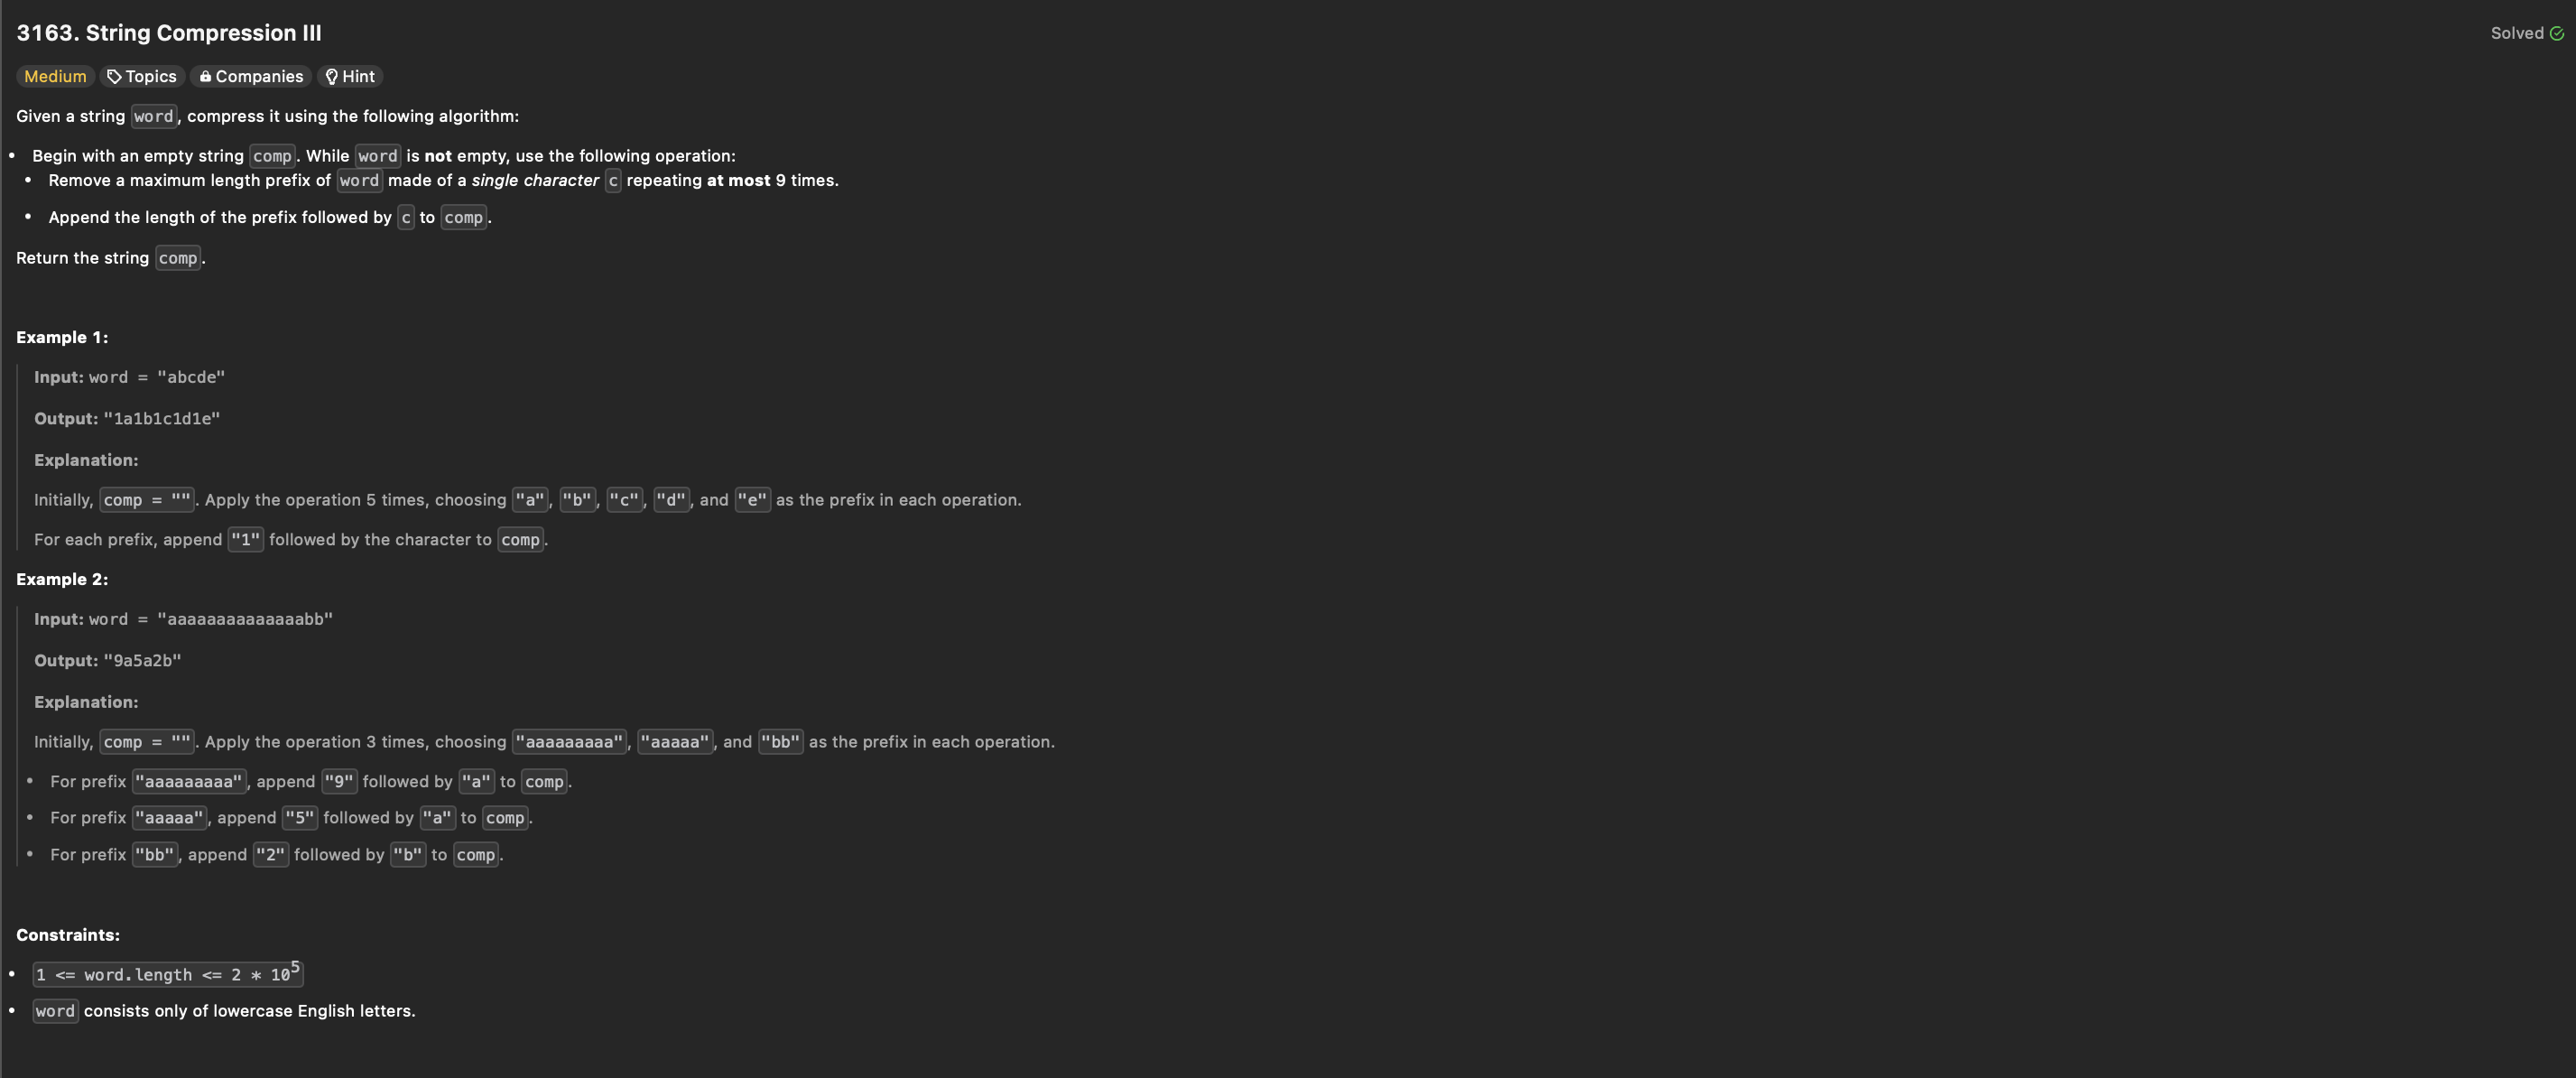 3163. String Compression III
Solved
Medium Topics Companies Hint
Given a string word, compress it using the following algorithm:
• Begin with an empty string comp. While word is not empty, use the following operation:
• Remove a maximum length prefix of word made of a single character c repeating at most 9 times.
• Append the length of the prefix followed by c to comp.
Return the string comp.
Example 1:
Input: word = "abcde"
Output: "1a1b1c1d1e"
Explanation:
Initially, comp = "". Apply the operation 5 times, choosing "a", "b", "c", "d", and "e" as the prefix in each operation.
For each prefix, append "1" followed by the character to comp.
Example 2:
Input: word = "aaaaaaaaaaaaaabb"
Output: "9a5a2b"
Explanation:
Initially, comp = "". Apply the operation 3 times, choosing "aaaaaaaaa", "aaaaa", and "bb" as the prefix in each operation.
• For prefix "aaaaaaaaa", append "9" followed by "a" to comp.
• For prefix "aaaaa", append "5" followed by "a" to comp.
• For prefix "bb", append "2" followed by "b" to comp.
Constraints:
• 1 <= word.length <= 2 * 10⁵
• word consists only of lowercase English letters.